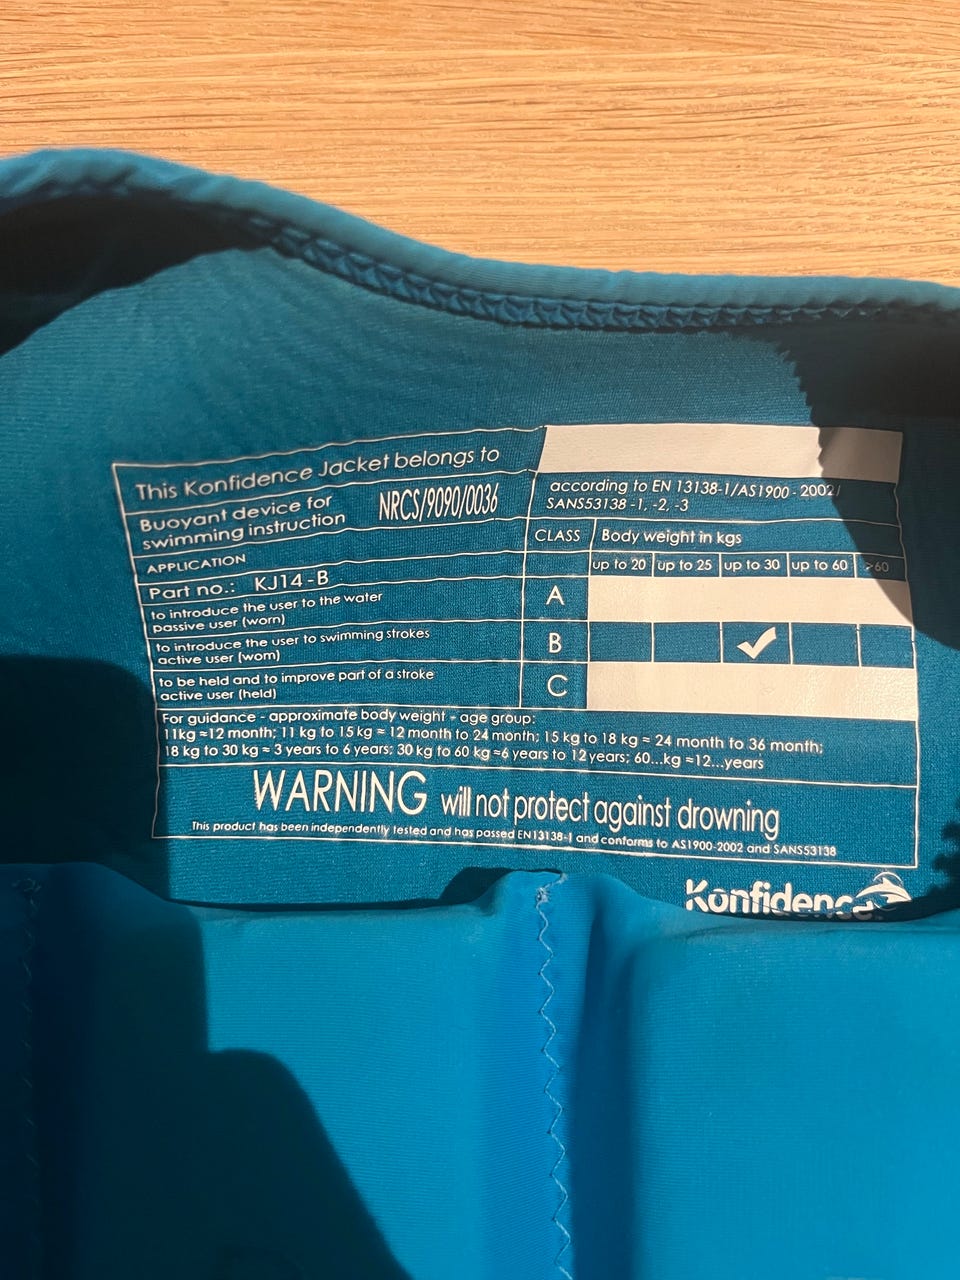 This Konfidence Jacket belongs to
Buoyant device for
swimming instruction
NRCS/9090/0036
according to EN 13138-1/AS1900 - 2002/
SANS53138 -1, -2, -3
APPLICATION
CLASS
Body weight in kgs
Part no.: KJ14-B
up to 20
up to 25
up to 30
up to 60
>60
to introduce the user to the water
passive user (worn)
A
to introduce the user to swimming strokes
active user (worn)
B
✓
to be held and to improve part of a stroke
active user (held)
C
For guidance - approximate body weight - age group:
11kg ≈12 month; 11 kg to 15 kg ≈ 12 month to 24 month; 15 kg to 18 kg ≈ 24 month to 36 month;
18 kg to 30 kg ≈ 3 years to 6 years; 30 kg to 60 kg ≈6 years to 12 years; 60...kg ≈12...years
WARNING will not protect against drowning
This product has been independently tested and has passed EN13138-1 and conforms to AS1900-2002 and SANS53138
Konfidence